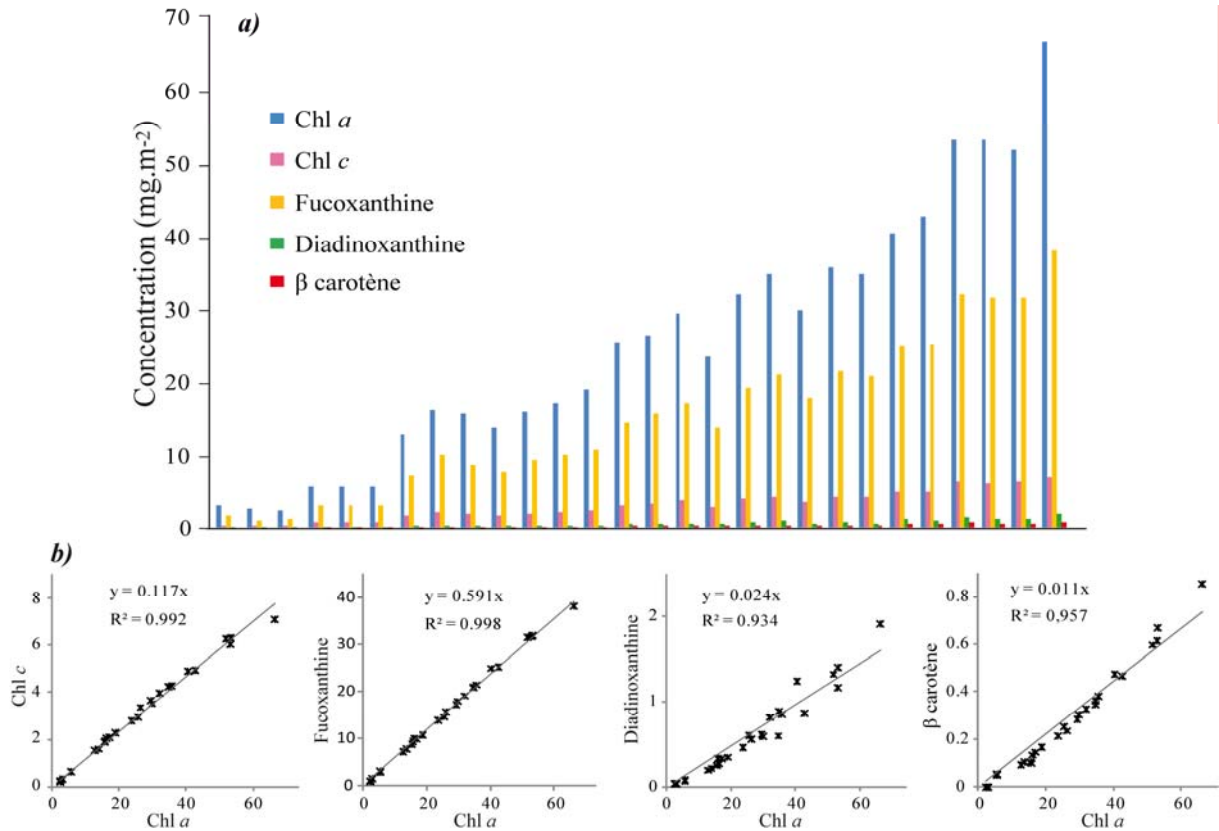 a)
Concentration (mg.m-2)
70
60
50
40
30
20
10
0
Chl a
Chl c
Fucoxanthine
Diadinoxanthine
β carotène
b)
y = 0.117x
R² = 0.992
Chl c
8
6
4
2
0
0
20
40
60
Chl a
y = 0.591x
R² = 0.998
Fucoxanthine
40
30
20
10
0
0
20
40
60
Chl a
y = 0.024x
R² = 0.934
Diadinoxanthine
2
1
0
0
20
40
60
Chl a
y = 0.011x
R² = 0,957
β carotène
0.8
0.6
0.4
0.2
0
0
20
40
60
Chl a